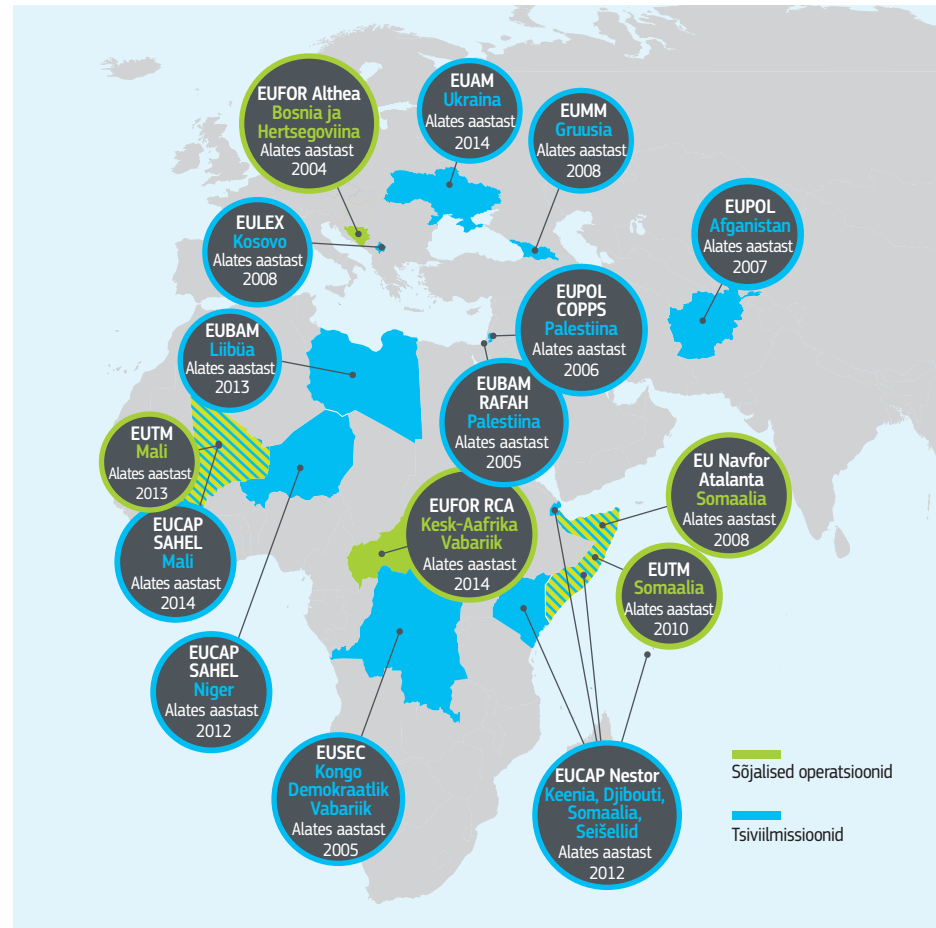 EUFOR Althea
Bosnia ja
Hertsegoviina
Alates aastast
2004
EUAM
Ukraina
Alates aastast
2014
EUMM
Gruusia
Alates aastast
2008
EULEX
Kosovo
Alates aastast
2008
EUPOL
Afganistan
Alates aastast
2007
EUPOL
COPPS
Palestiina
Alates aastast
2006
EUBAM
Liibüa
Alates aastast
2013
EUBAM
RAFAH
Palestiina
Alates aastast
2005
EUTM
Mali
Alates aastast
2013
EU Navfor
Atalanta
Somaalia
Alates aastast
2008
EUFOR RCA
Kesk-Aafrika
Vabariik
Alates aastast
2014
EUCAP
SAHEL
Mali
Alates aastast
2014
EUTM
Somaalia
Alates aastast
2010
EUCAP
SAHEL
Niger
Alates aastast
2012
EUSEC
Kongo
Demokraatlik
Vabariik
Alates aastast
2005
EUCAP Nestor
Keenia, Djibouti,
Somaalia,
Seišellid
Alates aastast
2012
Sõjalised operatsioonid
Tsiviilmissioonid